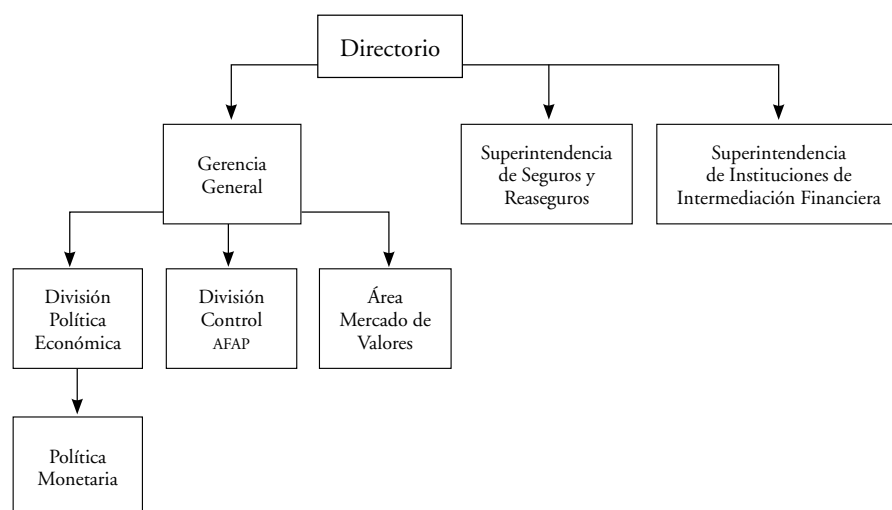 Directorio
Gerencia
General
Superintendencia
de Seguros y
Reaseguros
Superintendencia
de Instituciones de
Intermediación Financiera
División
Política
Económica
División
Control
AFAP
Área
Mercado de
Valores
Política
Monetaria